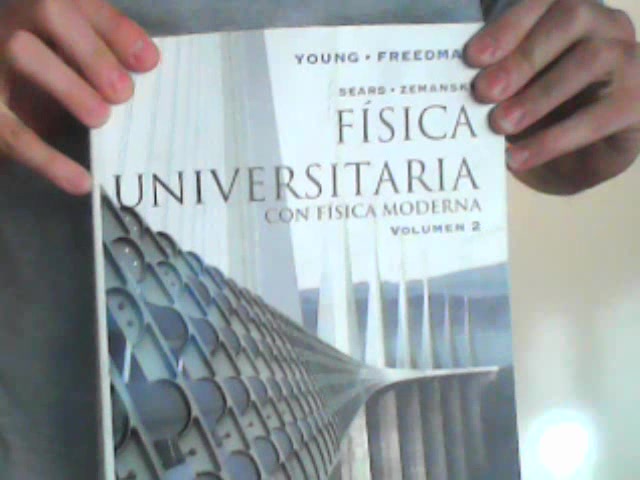 YOUNG • FREEDMA
SEARS • ZEMANSK
FÍSICA
UNIVERSITARIA
CON FÍSICA MODERNA
VOLUMEN 2